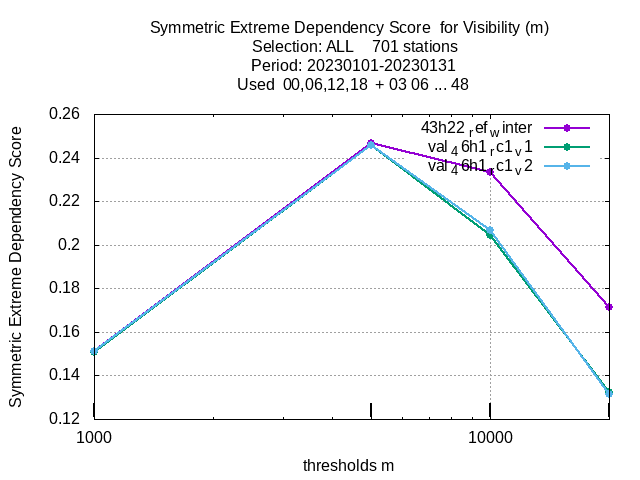 Symmetric Extreme Dependency Score  for Visibility (m)
Selection: ALL    701 stations
Period: 20230101-20230131
Used  00,06,12,18  + 03 06 ... 48
Symmetric Extreme Dependency Score
0.26
0.24
0.22
0.2
0.18
0.16
0.14
0.12
43h22_ref_winter
val_46h1_rc1_v1
val_46h1_rc1_v2
1000
10000
thresholds m